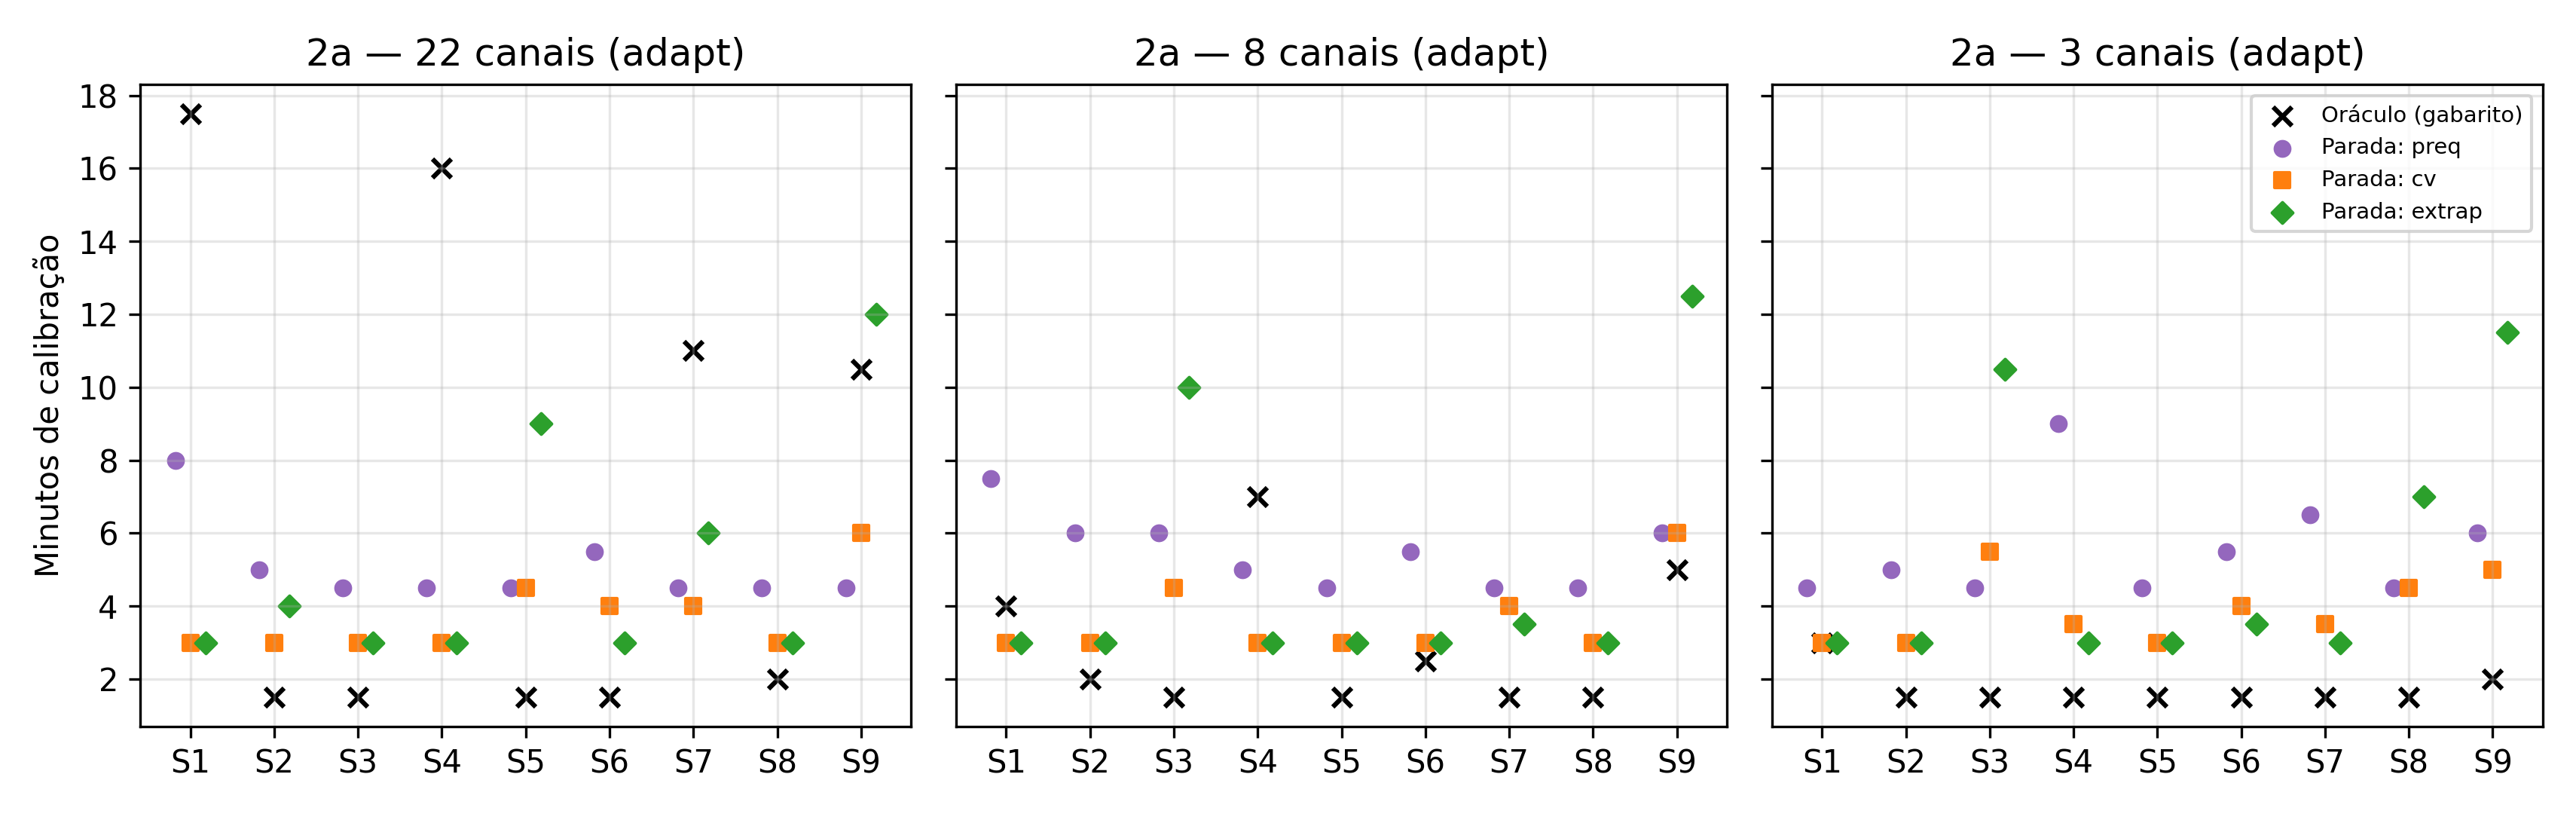 2a — 22 canais (adapt)
2a — 8 canais (adapt)
2a — 3 canais (adapt)
Minutos de calibração
18
16
14
12
10
8
6
4
2
Oráculo (gabarito)
Parada: preq
Parada: cv
Parada: extrap
S1 S2 S3 S4 S5 S6 S7 S8 S9
S1 S2 S3 S4 S5 S6 S7 S8 S9
S1 S2 S3 S4 S5 S6 S7 S8 S9